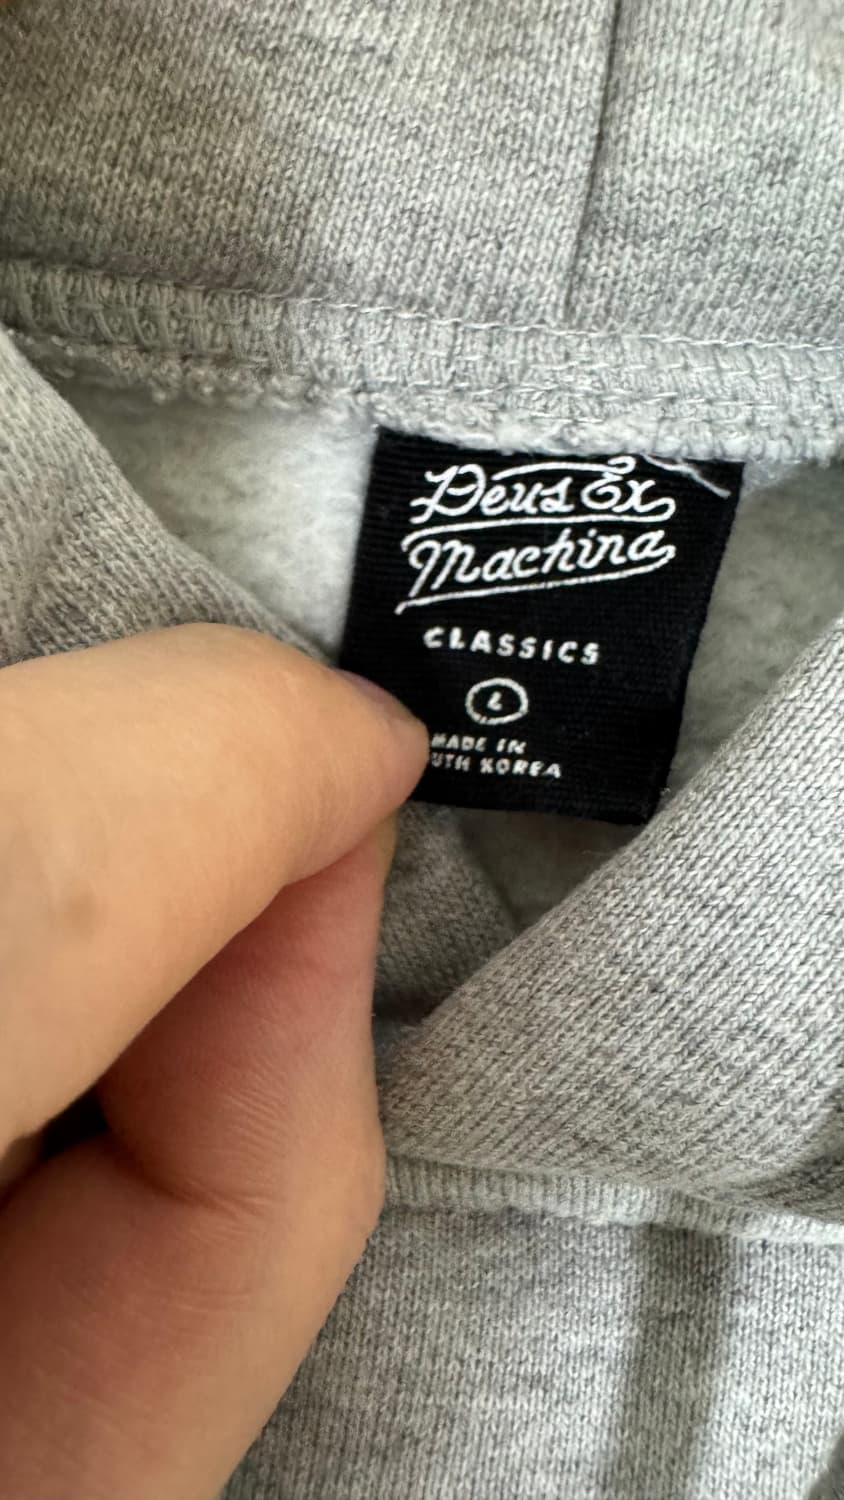 Deus Ex
Machina
CLASSICS
L
MADE IN
UTH KOREA